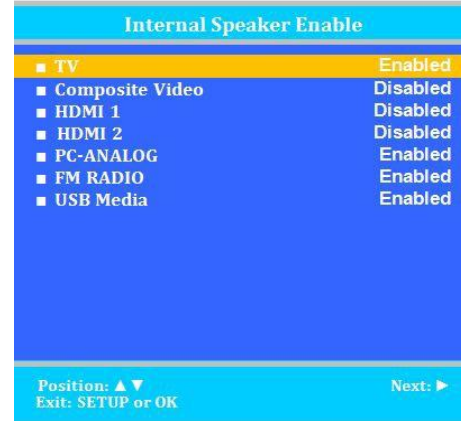 Internal Speaker Enable
■ TV Enabled
■ Composite Video Disabled
■ HDMI 1 Disabled
■ HDMI 2 Disabled
■ PC-ANALOG Enabled
■ FM RADIO Enabled
■ USB Media Enabled
Position: ▲ ▼ Next: ►
Exit: SETUP or OK